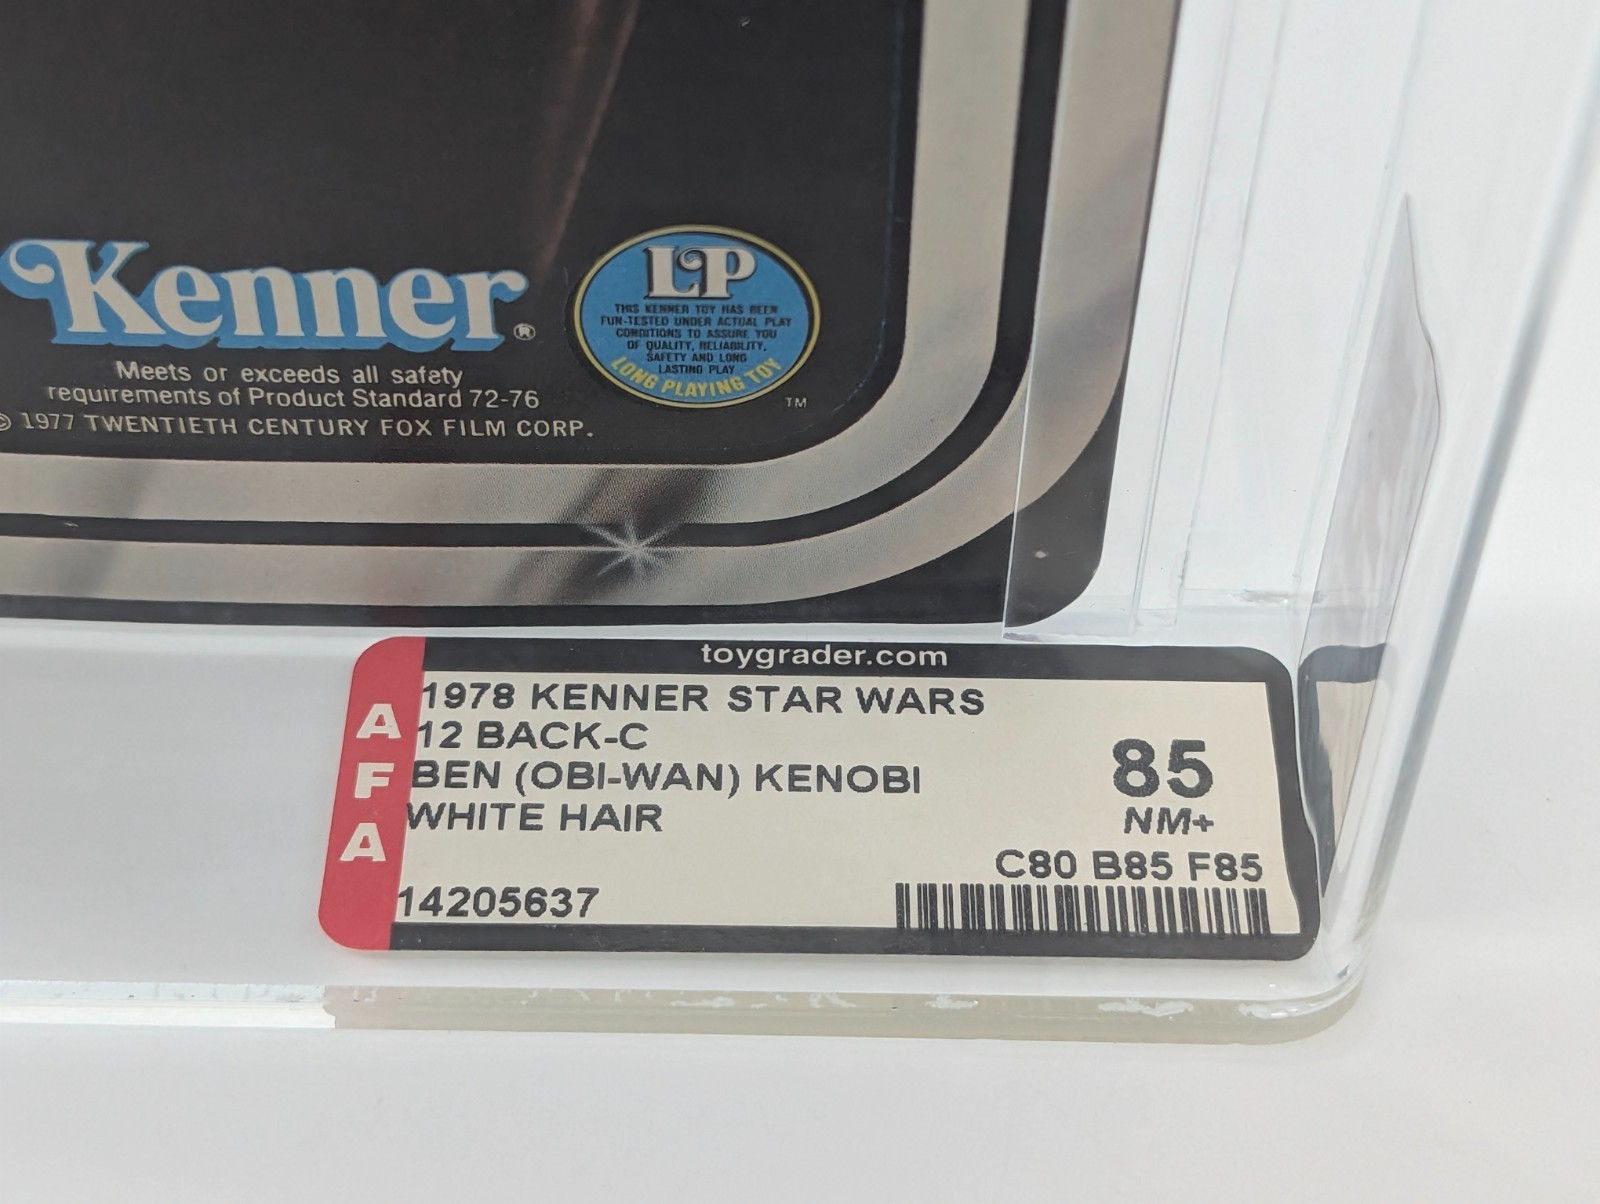 Kenner®
Meets or exceeds all safety
requirements of Product Standard 72-76
© 1977 TWENTIETH CENTURY FOX FILM CORP.
LP
THIS KENNER TOY HAS BEEN
FUN-TESTED UNDER ACTUAL PLAY
CONDITIONS TO ASSURE YOU
OF QUALITY, RELIABILITY,
SAFETY AND LONG
LASTING PLAY
LONG PLAYING TOY
TM
toygrader.com
AFA
1978 KENNER STAR WARS
12 BACK-C
BEN (OBI-WAN) KENOBI
WHITE HAIR
14205637
85
NM+
C80 B85 F85